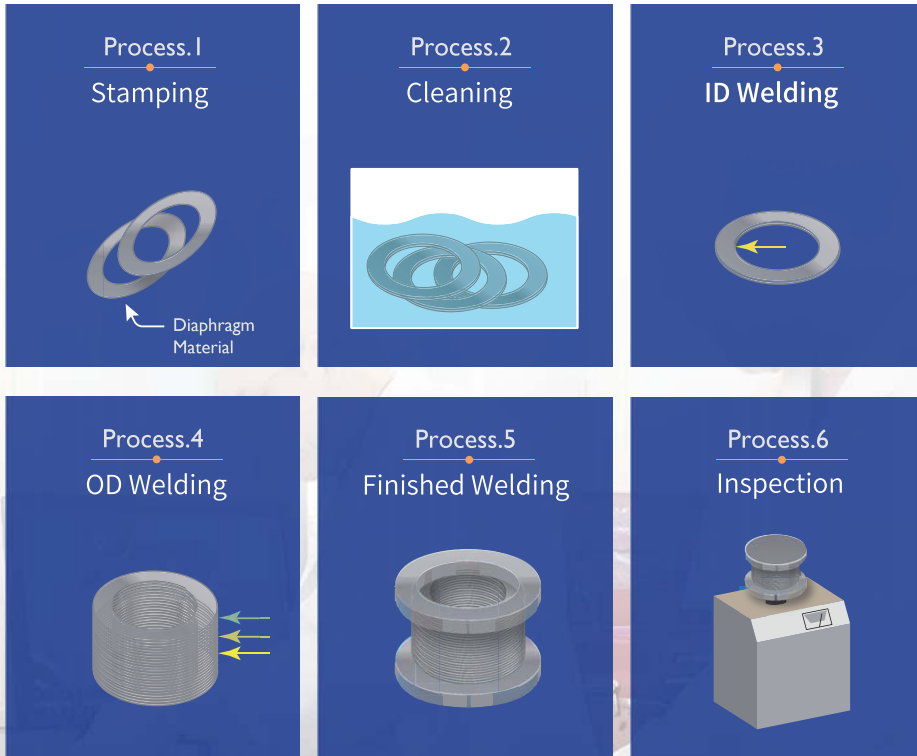 Process.1
Stamping
Diaphragm
Material
Process.2
Cleaning
Process.3
ID Welding
Process.4
OD Welding
Process.5
Finished Welding
Process.6
Inspection